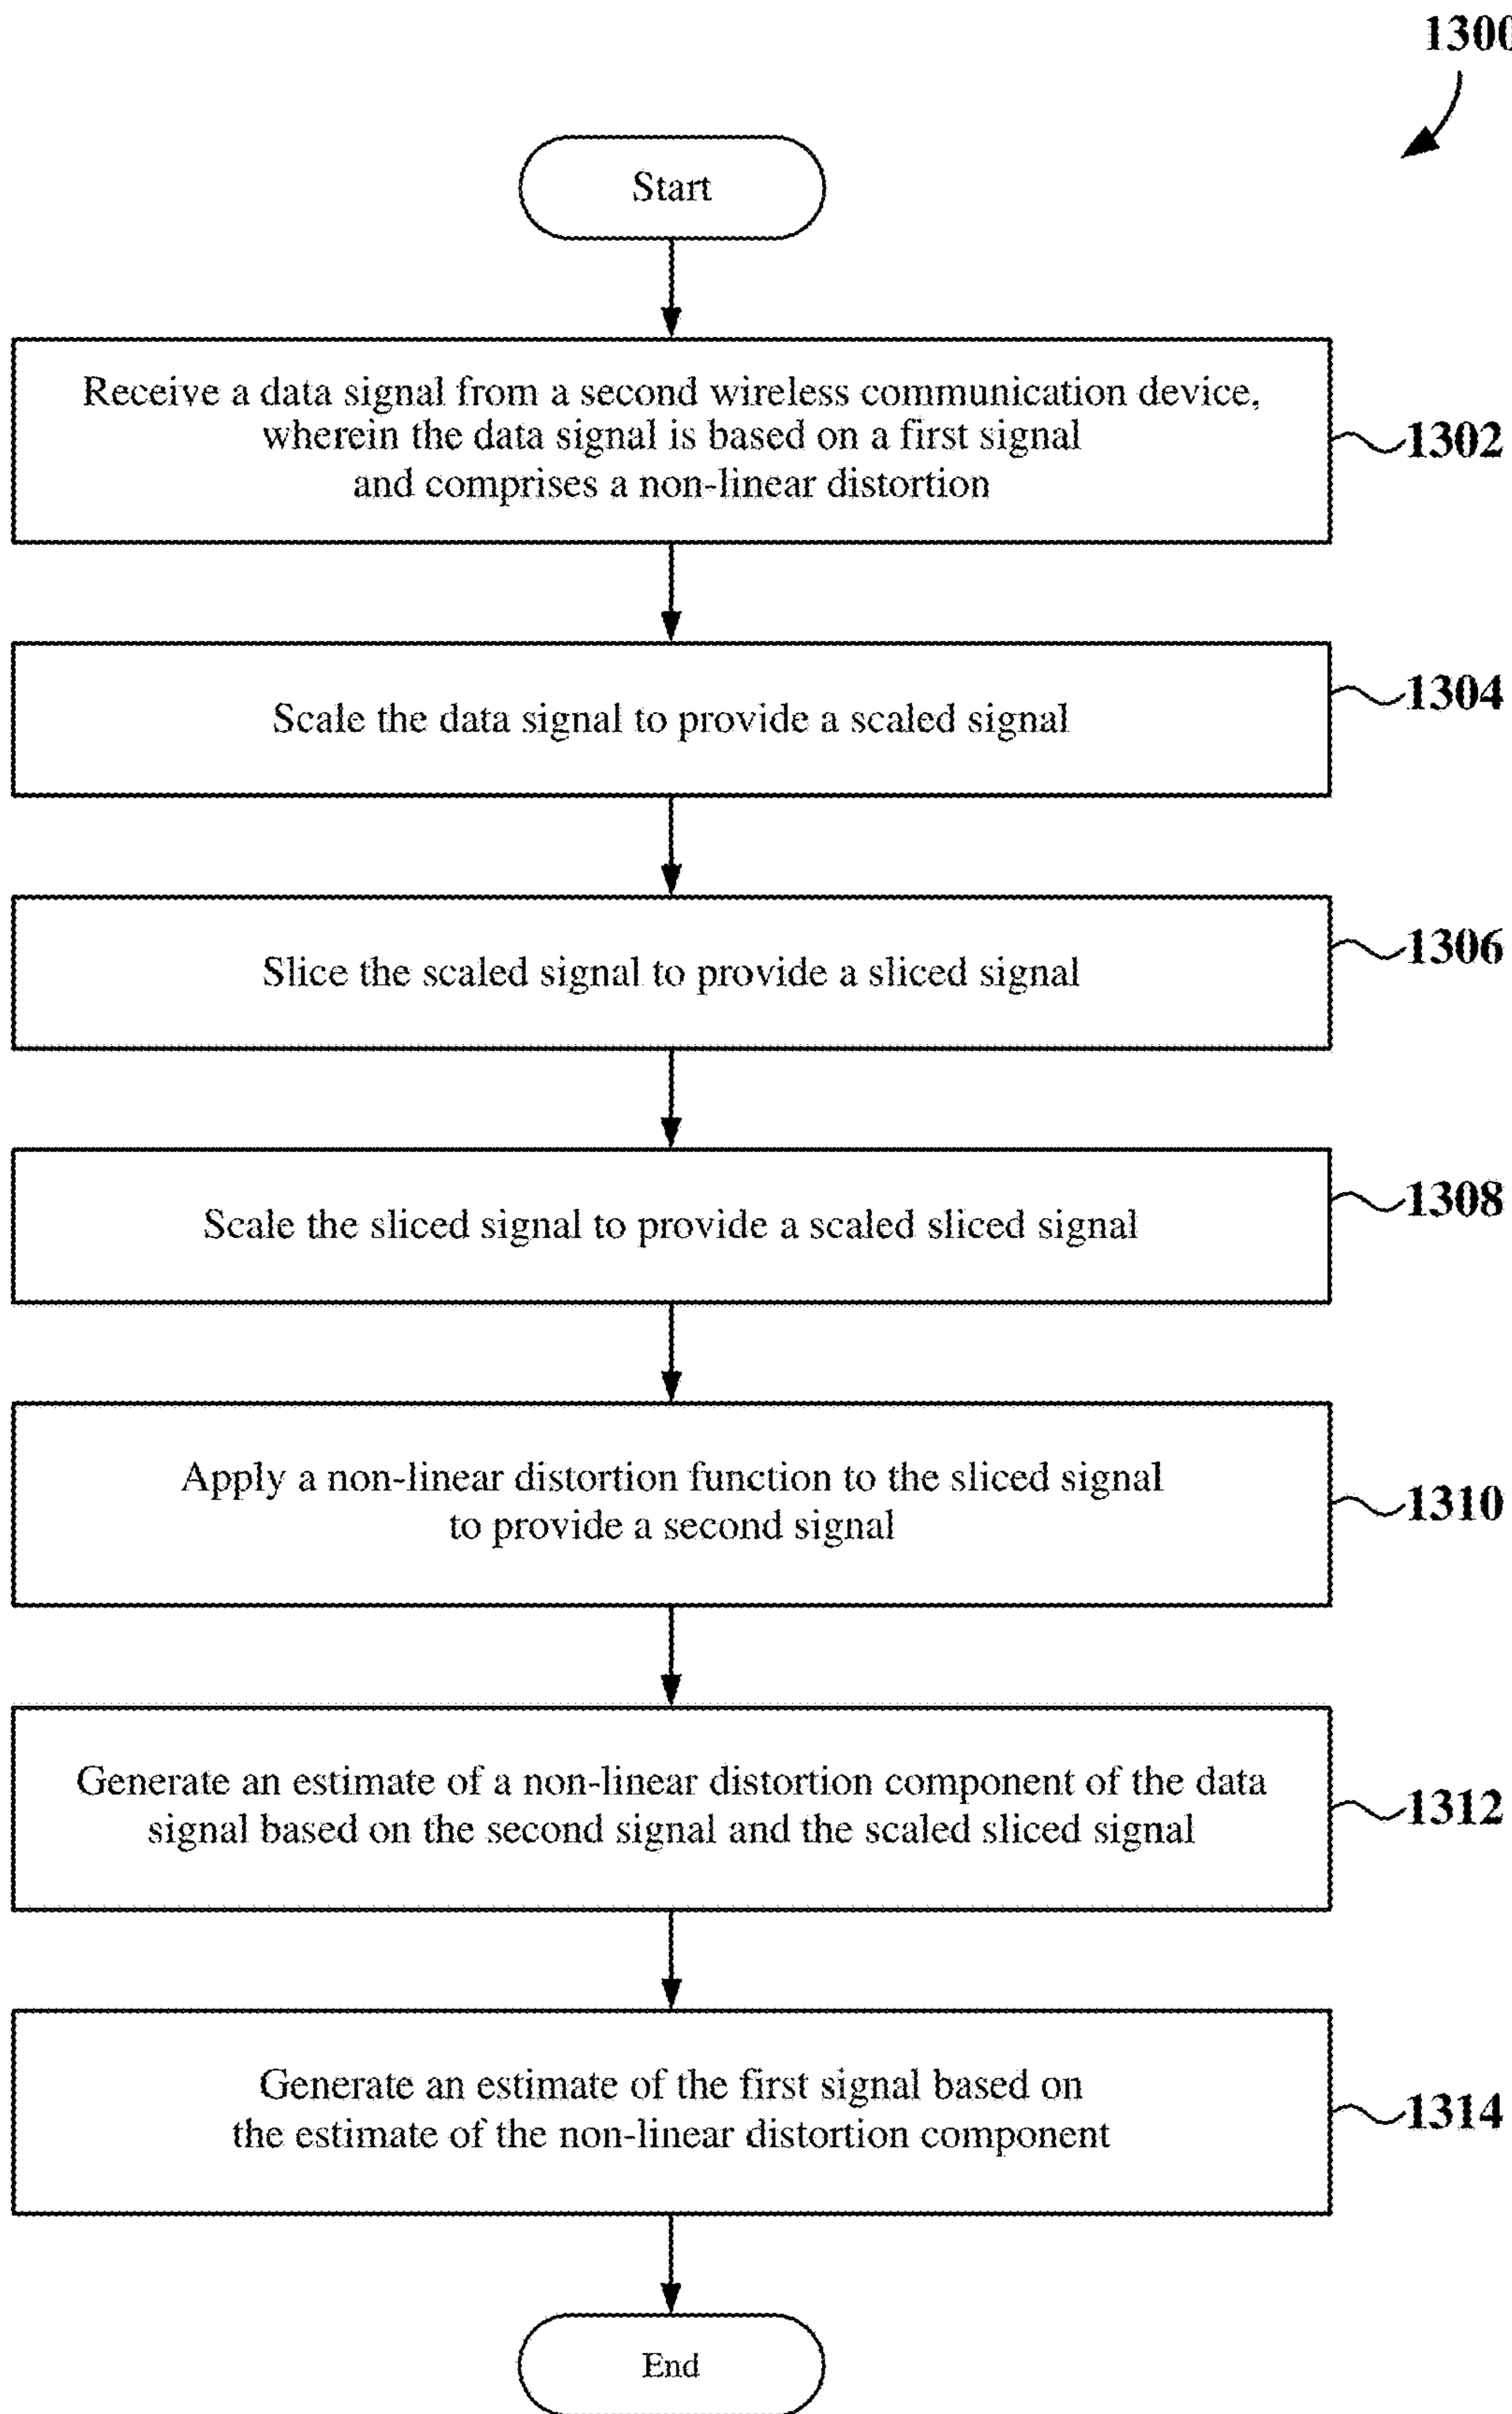 1300
Start
Receive a data signal from a second wireless communication device,
wherein the data signal is based on a first signal
and comprises a non-linear distortion
1302
Scale the data signal to provide a scaled signal
1304
Slice the scaled signal to provide a sliced signal
1306
Scale the sliced signal to provide a scaled sliced signal
1308
Apply a non-linear distortion function to the sliced signal
to provide a second signal
1310
Generate an estimate of a non-linear distortion component of the data
signal based on the second signal and the scaled sliced signal
1312
Generate an estimate of the first signal based on
the estimate of the non-linear distortion component
1314
End